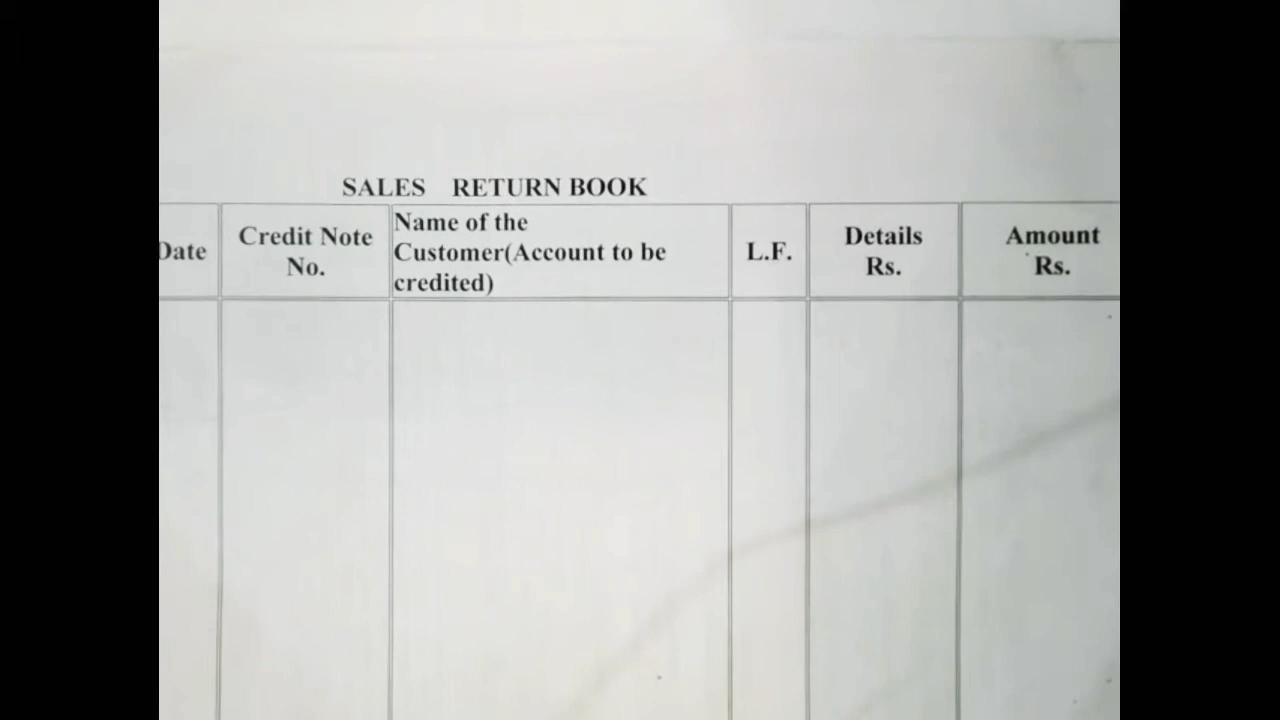 SALES RETURN BOOK
Date
Credit Note
No.
Name of the
Customer(Account to be
credited)
L.F.
Details
Rs.
Amount
Rs.